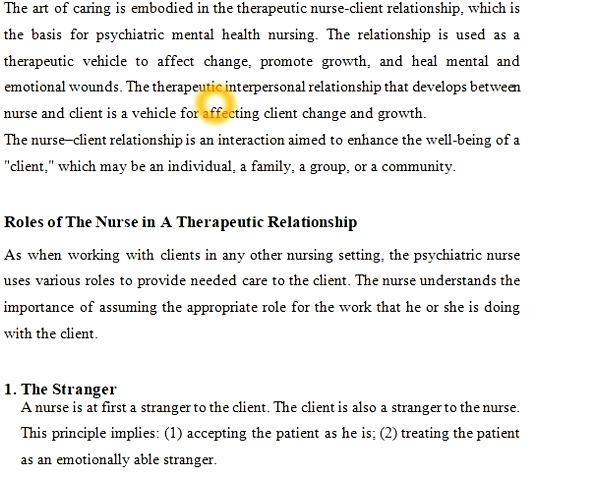 The art of caring is embodied in the therapeutic nurse-client relationship, which is
the basis for psychiatric mental health nursing. The relationship is used as a
therapeutic vehicle to affect change, promote growth, and heal mental and
emotional wounds. The therapeutic interpersonal relationship that develops between
nurse and client is a vehicle for affecting client change and growth.
The nurse–client relationship is an interaction aimed to enhance the well-being of a
"client," which may be an individual, a family, a group, or a community.
Roles of The Nurse in A Therapeutic Relationship
As when working with clients in any other nursing setting, the psychiatric nurse
uses various roles to provide needed care to the client. The nurse understands the
importance of assuming the appropriate role for the work that he or she is doing
with the client.
1. The Stranger
A nurse is at first a stranger to the client. The client is also a stranger to the nurse.
This principle implies: (1) accepting the patient as he is; (2) treating the patient
as an emotionally able stranger.